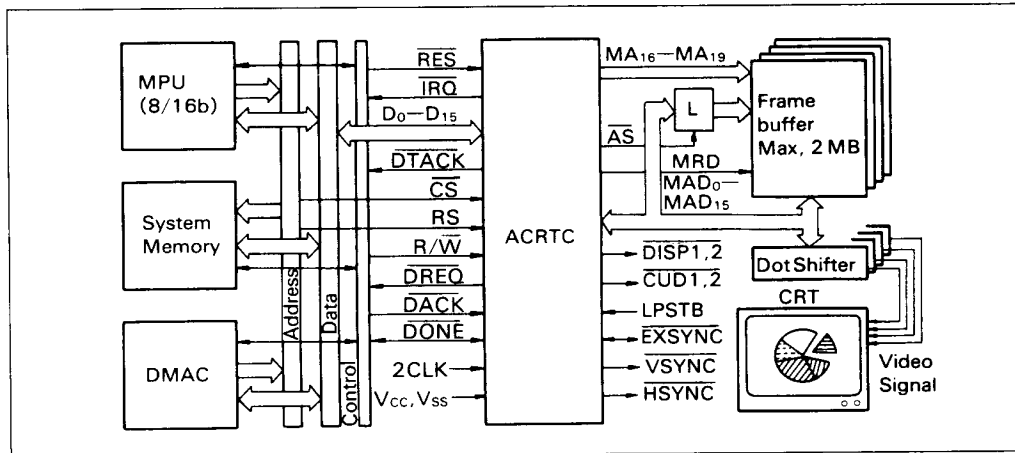 MPU
(8/16b)
System
Memory
DMAC
Address
Data
Control
RES
IRQ
D₀—D₁₅
DTACK
CS
RS
R/W
DREQ
DACK
DONE
2CLK
Vcc, Vss
ACRTC
MA₁₆—MA₁₉
L
AS
MRD
MAD₀—
MAD₁₅
DISP1,2
CUD1,2
LPSTB
EXSYNC
VSYNC
HSYNC
Frame
buffer
Max, 2 MB
Dot Shifter
CRT
Video
Signal